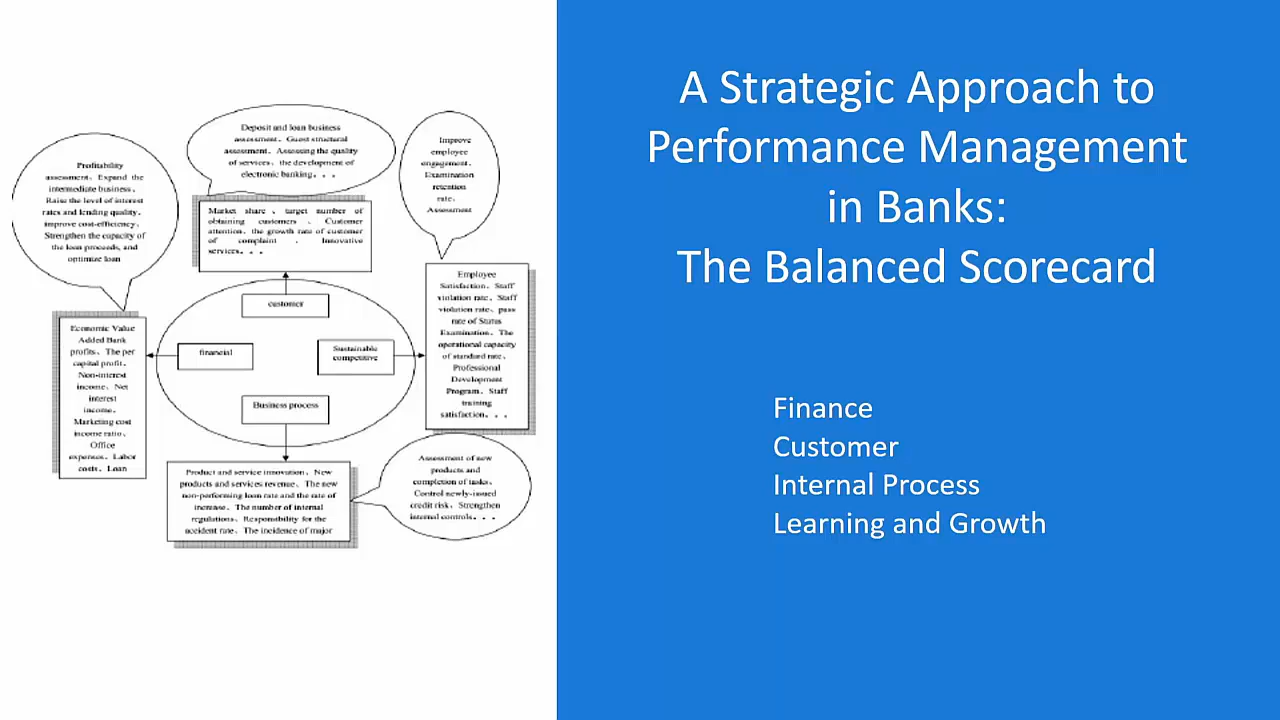 Deposit and loan business
assessment、Guest structural
assessment、Assessing the quality
of services、the development of
electronic banking、、、
Improve
employee
engagement、
Examination
retention
rate、
Assessment
Profitability
assessment、Expand the
intermediate business、
Raise the level of interest
rates and lending quality、
improve cost-efficiency、
Strengthen the capacity of
the loan proceeds, and
optimize loan
Market share 、target number of
obtaining customers 、 Customer
attention、the growth rate of customer
of complaint 、 Innovative
services、、、
Employee
Satisfaction、Staff
violation rate、Staff
violation rate、pass
rate of Status
Examination、The
operational capacity
of standard rate、
Professional
Development
Program、Staff
training
satisfaction、、、
customer
financial
Sustainable
competitive
Business process
Economic Value
Added Bank
profits、The per
capital profit、
Non-interest
income、Net
interest
income、
Marketing cost
income ratio、
Office
expenses、Labor
costs、Loan
Product and service innovation、New
products and services revenue、The new
non-performing loan rate and the rate of
increase、The number of internal
regulations、Responsibility for the
accident rate、The incidence of major
Assessment of new
products and
completion of tasks、
Control newly-issued
credit risk、Strengthen
internal controls、、、
A Strategic Approach to
Performance Management
in Banks:
The Balanced Scorecard
Finance
Customer
Internal Process
Learning and Growth